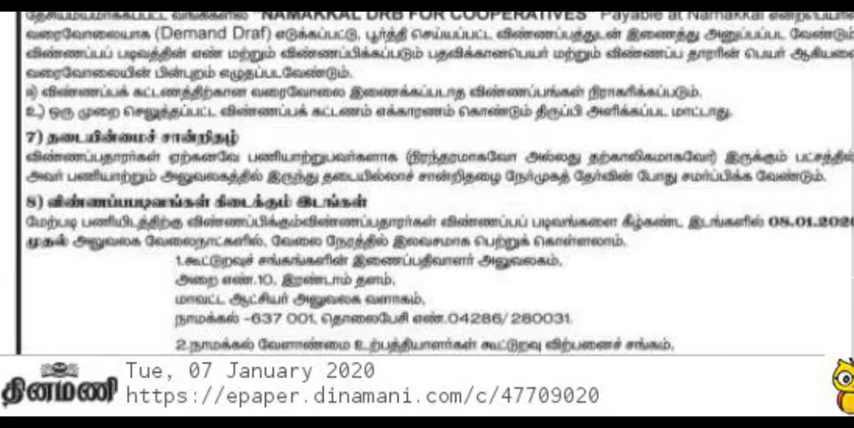 தேசியமயமாக்கப்பட்ட வங்கிகளில் "NAMAKKAL DRB FOR COOPERATIVES" Payable at Namakkal என்ற பெயரில்
வரைவோலையாக (Demand Draf) எடுக்கப்பட்டு, பூர்த்தி செய்யப்பட்ட விண்ணப்பத்துடன் இணைத்து அனுப்பப்பட வேண்டும்
விண்ணப்பப் படிவத்தின் எண் மற்றும் விண்ணப்பிக்கப்படும் பதவிக்கானபெயர் மற்றும் விண்ணப்ப தாரரின் பெயர் ஆகியவை
வரைவோலையின் பின்புறம் எழுதப்படவேண்டும்.
விண்ணப்பக் கட்டணத்திற்கான வரைவோலை இணைக்கப்படாத விண்ணப்பங்கள் நிராகரிக்கப்படும்.
உ) ஒரு முறை செலுத்தப்பட்ட விண்ணப்பக் கட்டணம் எக்காரணம் கொண்டும் திருப்பி அளிக்கப்பட மாட்டாது.
7) தடையின்மைச் சான்றிதழ்
விண்ணப்பதாரர்கள் ஏற்கனவே பணியாற்றுபவர்களாக (நிரந்தரமாகவோ அல்லது தற்காலிகமாகவோ) இருக்கும் பட்சத்தில்
அவர் பணியாற்றும் அலுவலகத்தில் இருந்து தடையில்லாச் சான்றிதழை நேர்முகத் தேர்வின் போது சமர்ப்பிக்க வேண்டும்.
8) விண்ணப்பபடிவங்கள் கிடைக்கும் இடங்கள்
மேற்படி பணியிடத்திற்கு விண்ணப்பிக்கும்விண்ணப்பதாரர்கள் விண்ணப்பப் படிவங்களை கீழ்கண்ட இடங்களில் 08.01.2020
முதல் அலுவலக வேலைநாட்களில், வேலை நேரத்தில் இலவசமாக பெற்றுக் கொள்ளலாம்.
1.கூட்டுறவுச் சங்கங்களின் இணைப்பதிவாளர் அலுவலகம்,
அறை எண்.10, இரண்டாம் தளம்,
மாவட்ட ஆட்சியர் அலுவலக வளாகம்,
நாமக்கல் -637 001, தொலைபேசி எண்.04286/ 280031.
2.நாமக்கல் வேளாண்மை உற்பத்தியாளர்கள் கூட்டுறவு விற்பனைச் சங்கம்,
தினமணி
Tue, 07 January 2020
https://epaper.dinamani.com/c/47709020